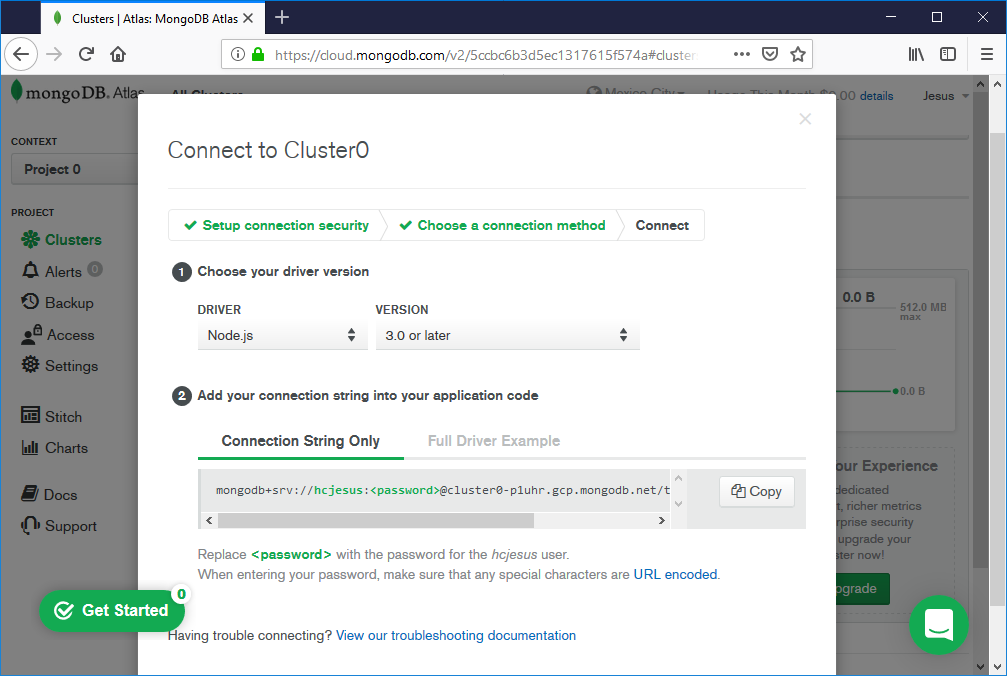 Clusters | Atlas: MongoDB Atlas
https://cloud.mongodb.com/v2/5ccbc6b3d5ec1317615f574a#cluster
mongoDB. Atlas
All Clusters
Mexico City
Usage This Month $0.00 details
Jesus
CONTEXT
Project 0
PROJECT
Clusters
Alerts 0
Backup
Access
Settings
Stitch
Charts
Docs
Support
Get Started
0
Connect to Cluster0
Setup connection security
Choose a connection method
Connect
1 Choose your driver version
DRIVER
VERSION
Node.js
3.0 or later
2 Add your connection string into your application code
Connection String Only
Full Driver Example
mongodb+srv://hcjesus:<password>@cluster0-p1uhr.gcp.mongodb.net/t
Copy
Replace <password> with the password for the hcjesus user.
When entering your password, make sure that any special characters are URL encoded.
Having trouble connecting? View our troubleshooting documentation
0.0 B
512.0 MB
max
0.0 B
our Experience
dedicated
, richer metrics
rprise security
upgrade your
ster now!
pgrade